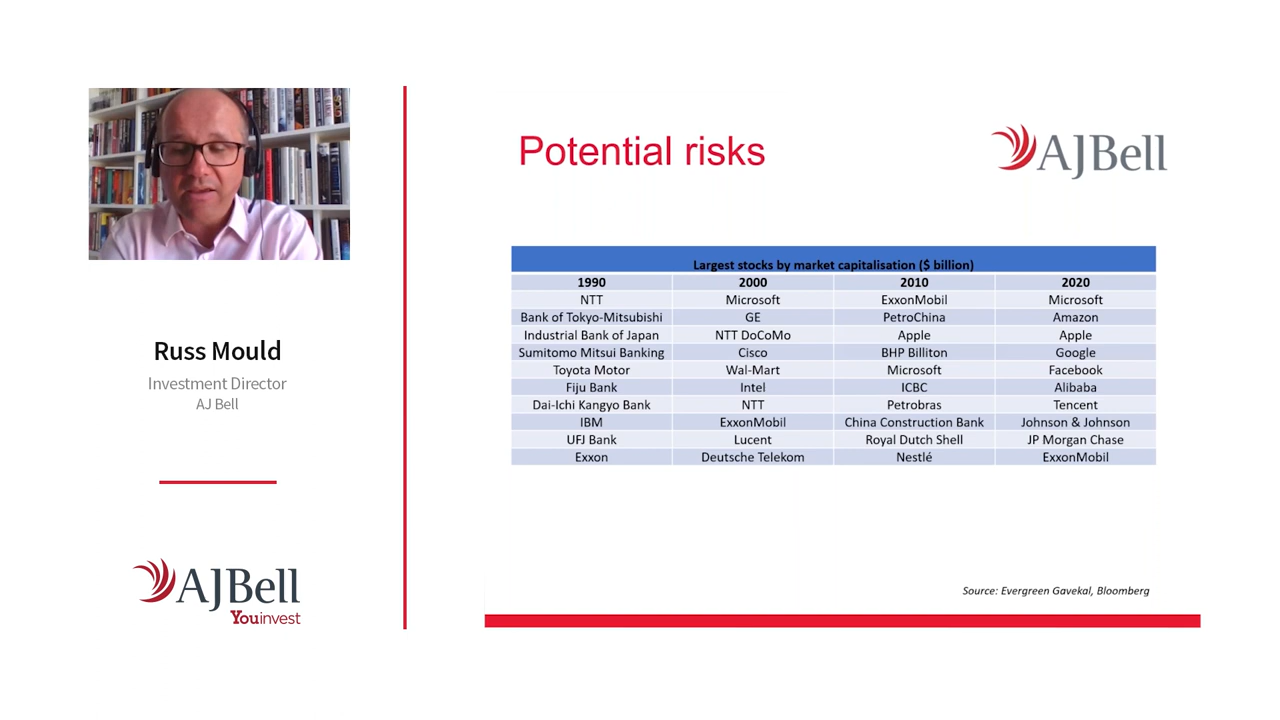 Russ Mould
Investment Director
AJ Bell
AJBell
Youinvest
Potential risks
AJBell
Largest stocks by market capitalisation ($ billion)
1990 2000 2010 2020
NTT Microsoft ExxonMobil Microsoft
Bank of Tokyo-Mitsubishi GE PetroChina Amazon
Industrial Bank of Japan NTT DoCoMo Apple Apple
Sumitomo Mitsui Banking Cisco BHP Billiton Google
Toyota Motor Wal-Mart Microsoft Facebook
Fiju Bank Intel ICBC Alibaba
Dai-Ichi Kangyo Bank NTT Petrobras Tencent
IBM ExxonMobil China Construction Bank Johnson & Johnson
UFJ Bank Lucent Royal Dutch Shell JP Morgan Chase
Exxon Deutsche Telekom Nestlé ExxonMobil
Source: Evergreen Gavekal, Bloomberg